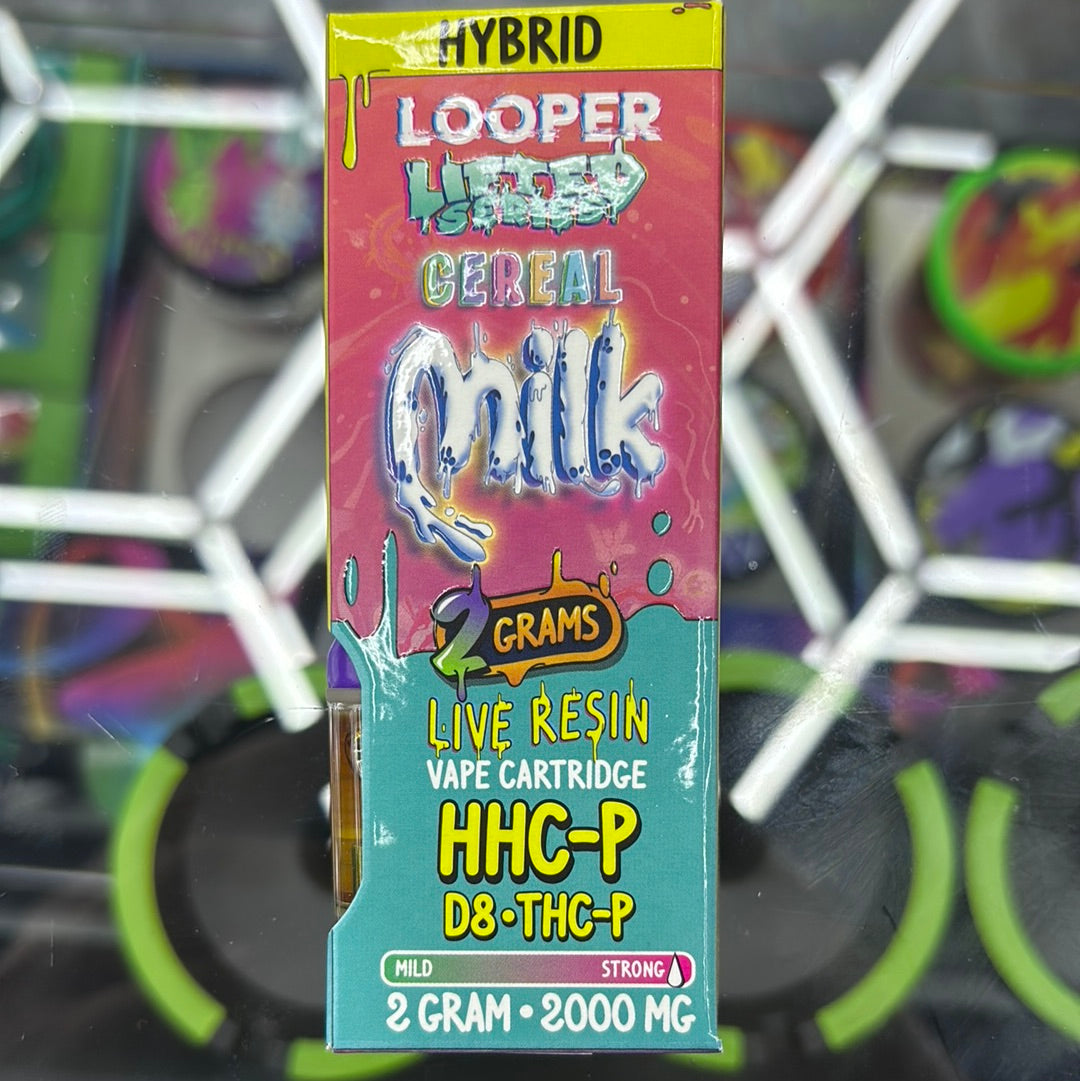 HYBRID
LOOPER
LIFTED
SERIES
CEREAL
Milk
2 GRAMS
LIVE RESIN
VAPE CARTRIDGE
HHC-P
D8•THC-P
MILD STRONG
2 GRAM • 2000 MG